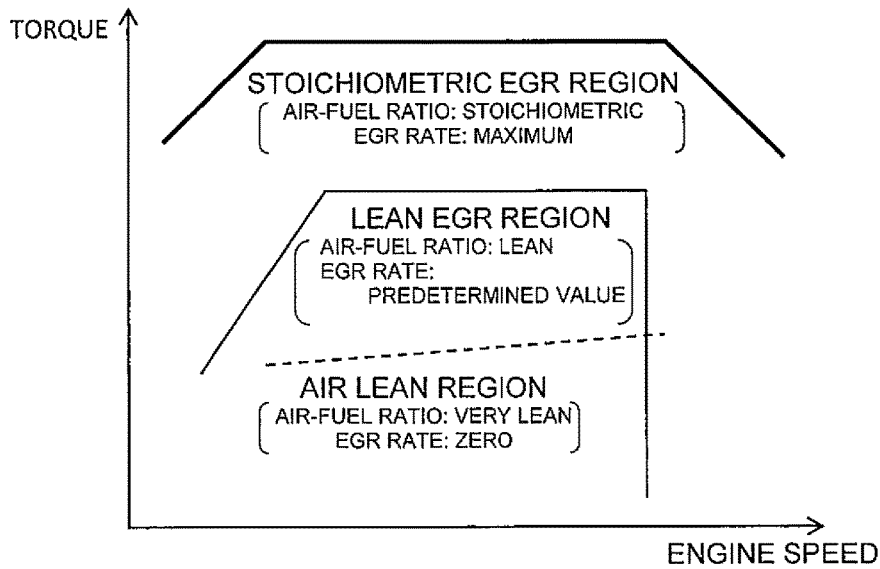 TORQUE
STOICHIOMETRIC EGR REGION
AIR-FUEL RATIO: STOICHIOMETRIC
EGR RATE: MAXIMUM
LEAN EGR REGION
AIR-FUEL RATIO: LEAN
EGR RATE:
PREDETERMINED VALUE
AIR LEAN REGION
AIR-FUEL RATIO: VERY LEAN
EGR RATE: ZERO
ENGINE SPEED